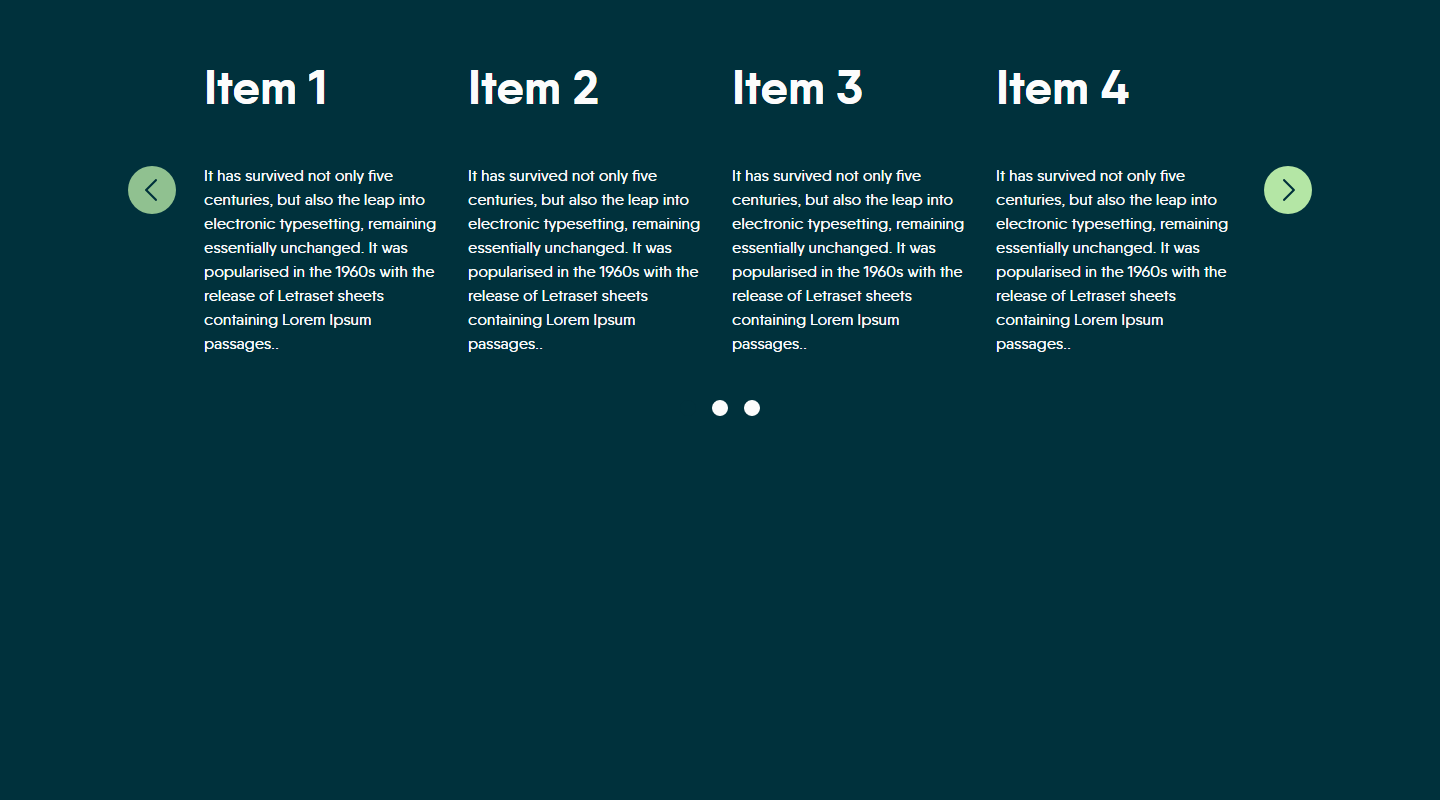 Item 1
It has survived not only five
centuries, but also the leap into
electronic typesetting, remaining
essentially unchanged. It was
popularised in the 1960s with the
release of Letraset sheets
containing Lorem Ipsum
passages..
Item 2
It has survived not only five
centuries, but also the leap into
electronic typesetting, remaining
essentially unchanged. It was
popularised in the 1960s with the
release of Letraset sheets
containing Lorem Ipsum
passages..
Item 3
It has survived not only five
centuries, but also the leap into
electronic typesetting, remaining
essentially unchanged. It was
popularised in the 1960s with the
release of Letraset sheets
containing Lorem Ipsum
passages..
Item 4
It has survived not only five
centuries, but also the leap into
electronic typesetting, remaining
essentially unchanged. It was
popularised in the 1960s with the
release of Letraset sheets
containing Lorem Ipsum
passages..